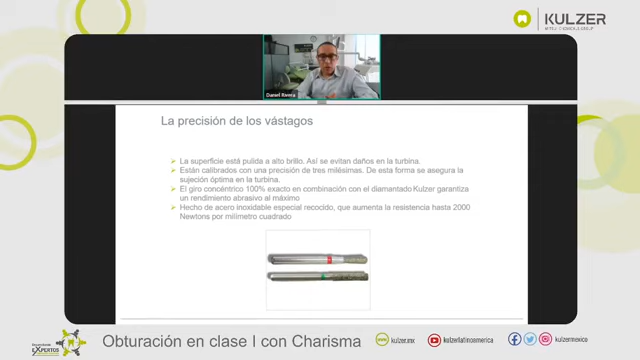 KULZER
MITSUI CHEMICALS GROUP
Daniel Rivera
La precisión de los vástagos
La superficie está pulida a alto brillo. Así se evitan daños en la turbina.
Están calibrados con una precisión de tres milésimas. De esta forma se asegura la
sujeción óptima en la turbina.
El giro concéntrico 100% exacto en combinación con el diamantado Kulzer garantiza
un rendimiento abrasivo al máximo
Hecho de acero inoxidable especial recocido, que aumenta la resistencia hasta 2000
Newtons por milímetro cuadrado
EXPERTOS
Obturación en clase I con Charisma
kulzer.mx
kulzerlatinoamerica
kulzermexico